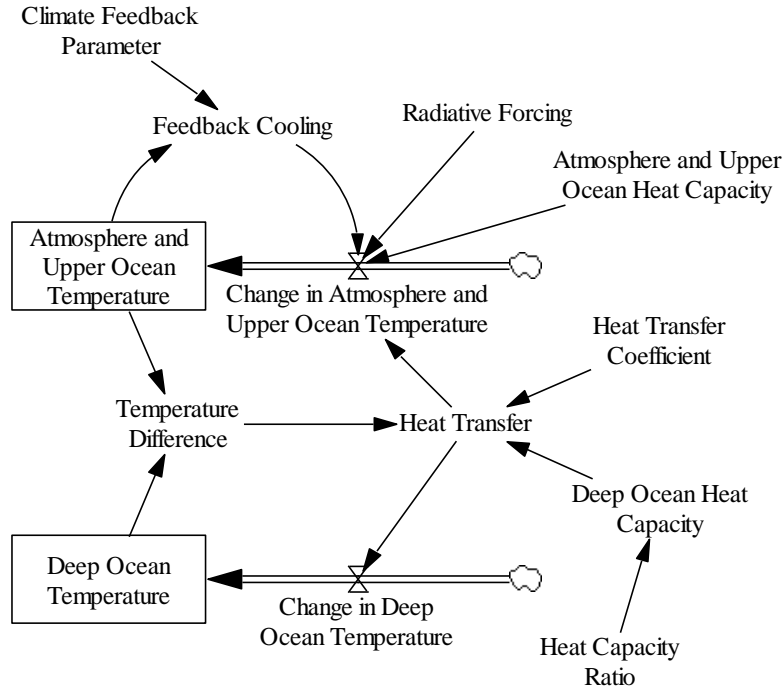 Climate Feedback
Parameter
Feedback Cooling
Radiative Forcing
Atmosphere and Upper
Ocean Heat Capacity
Atmosphere and
Upper Ocean
Temperature
Change in Atmosphere and
Upper Ocean Temperature
Heat Transfer
Coefficient
Temperature
Difference
Heat Transfer
Deep Ocean Heat
Capacity
Deep Ocean
Temperature
Change in Deep
Ocean Temperature
Heat Capacity
Ratio